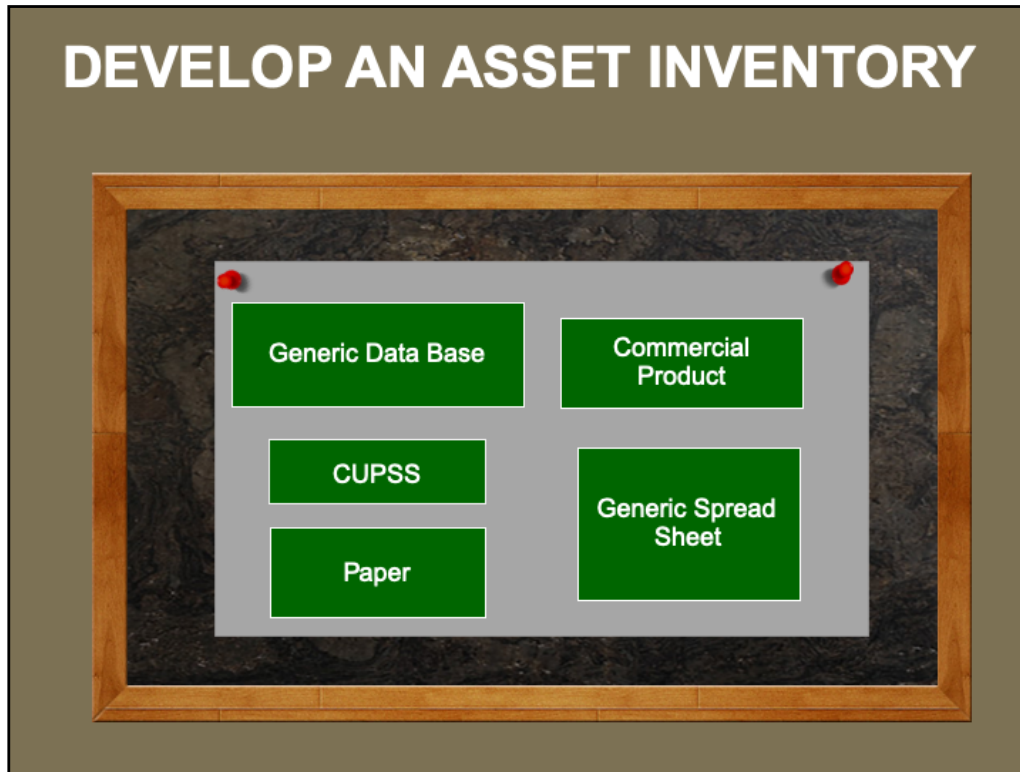 DEVELOP AN ASSET INVENTORY
Generic Data Base
Commercial
Product
CUPSS
Generic Spread
Sheet
Paper